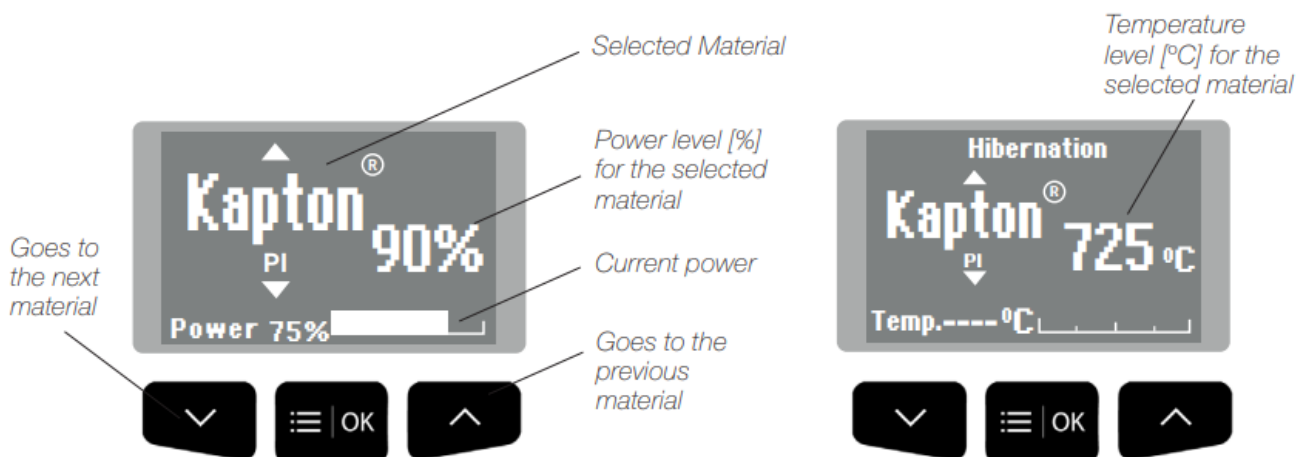 Selected Material
Temperature
level [ºC] for the
selected material
Kapton®
90%
PI
Power 75%
Power level [%]
for the selected
material
Current power
Goes to
the next
material
Goes to the
previous
material
OK
Hibernation
Kapton®
725 ºC
PI
Temp.----ºC
OK